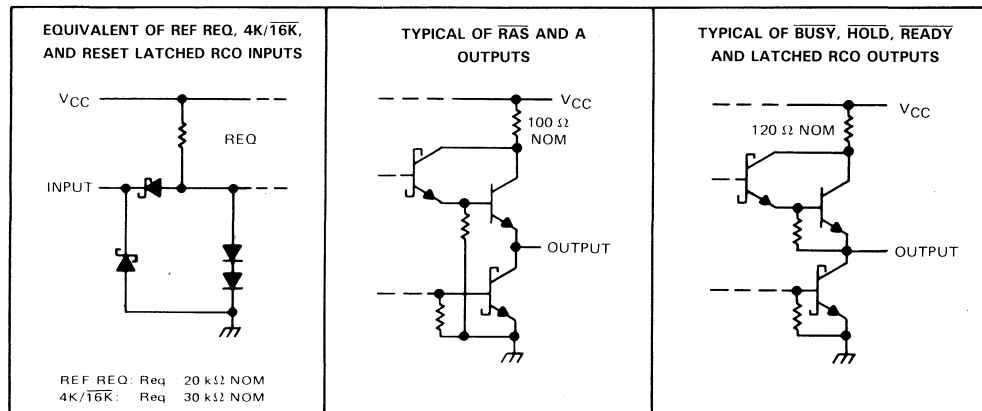 EQUIVALENT OF REF REQ, 4K/16K,
AND RESET LATCHED RCO INPUTS
VCC
REQ
INPUT
REF REQ: Req 20 kΩ NOM
4K/16K: Req 30 kΩ NOM
TYPICAL OF RAS AND A
OUTPUTS
VCC
100 Ω
NOM
OUTPUT
TYPICAL OF BUSY, HOLD, READY
AND LATCHED RCO OUTPUTS
VCC
120 Ω NOM
OUTPUT